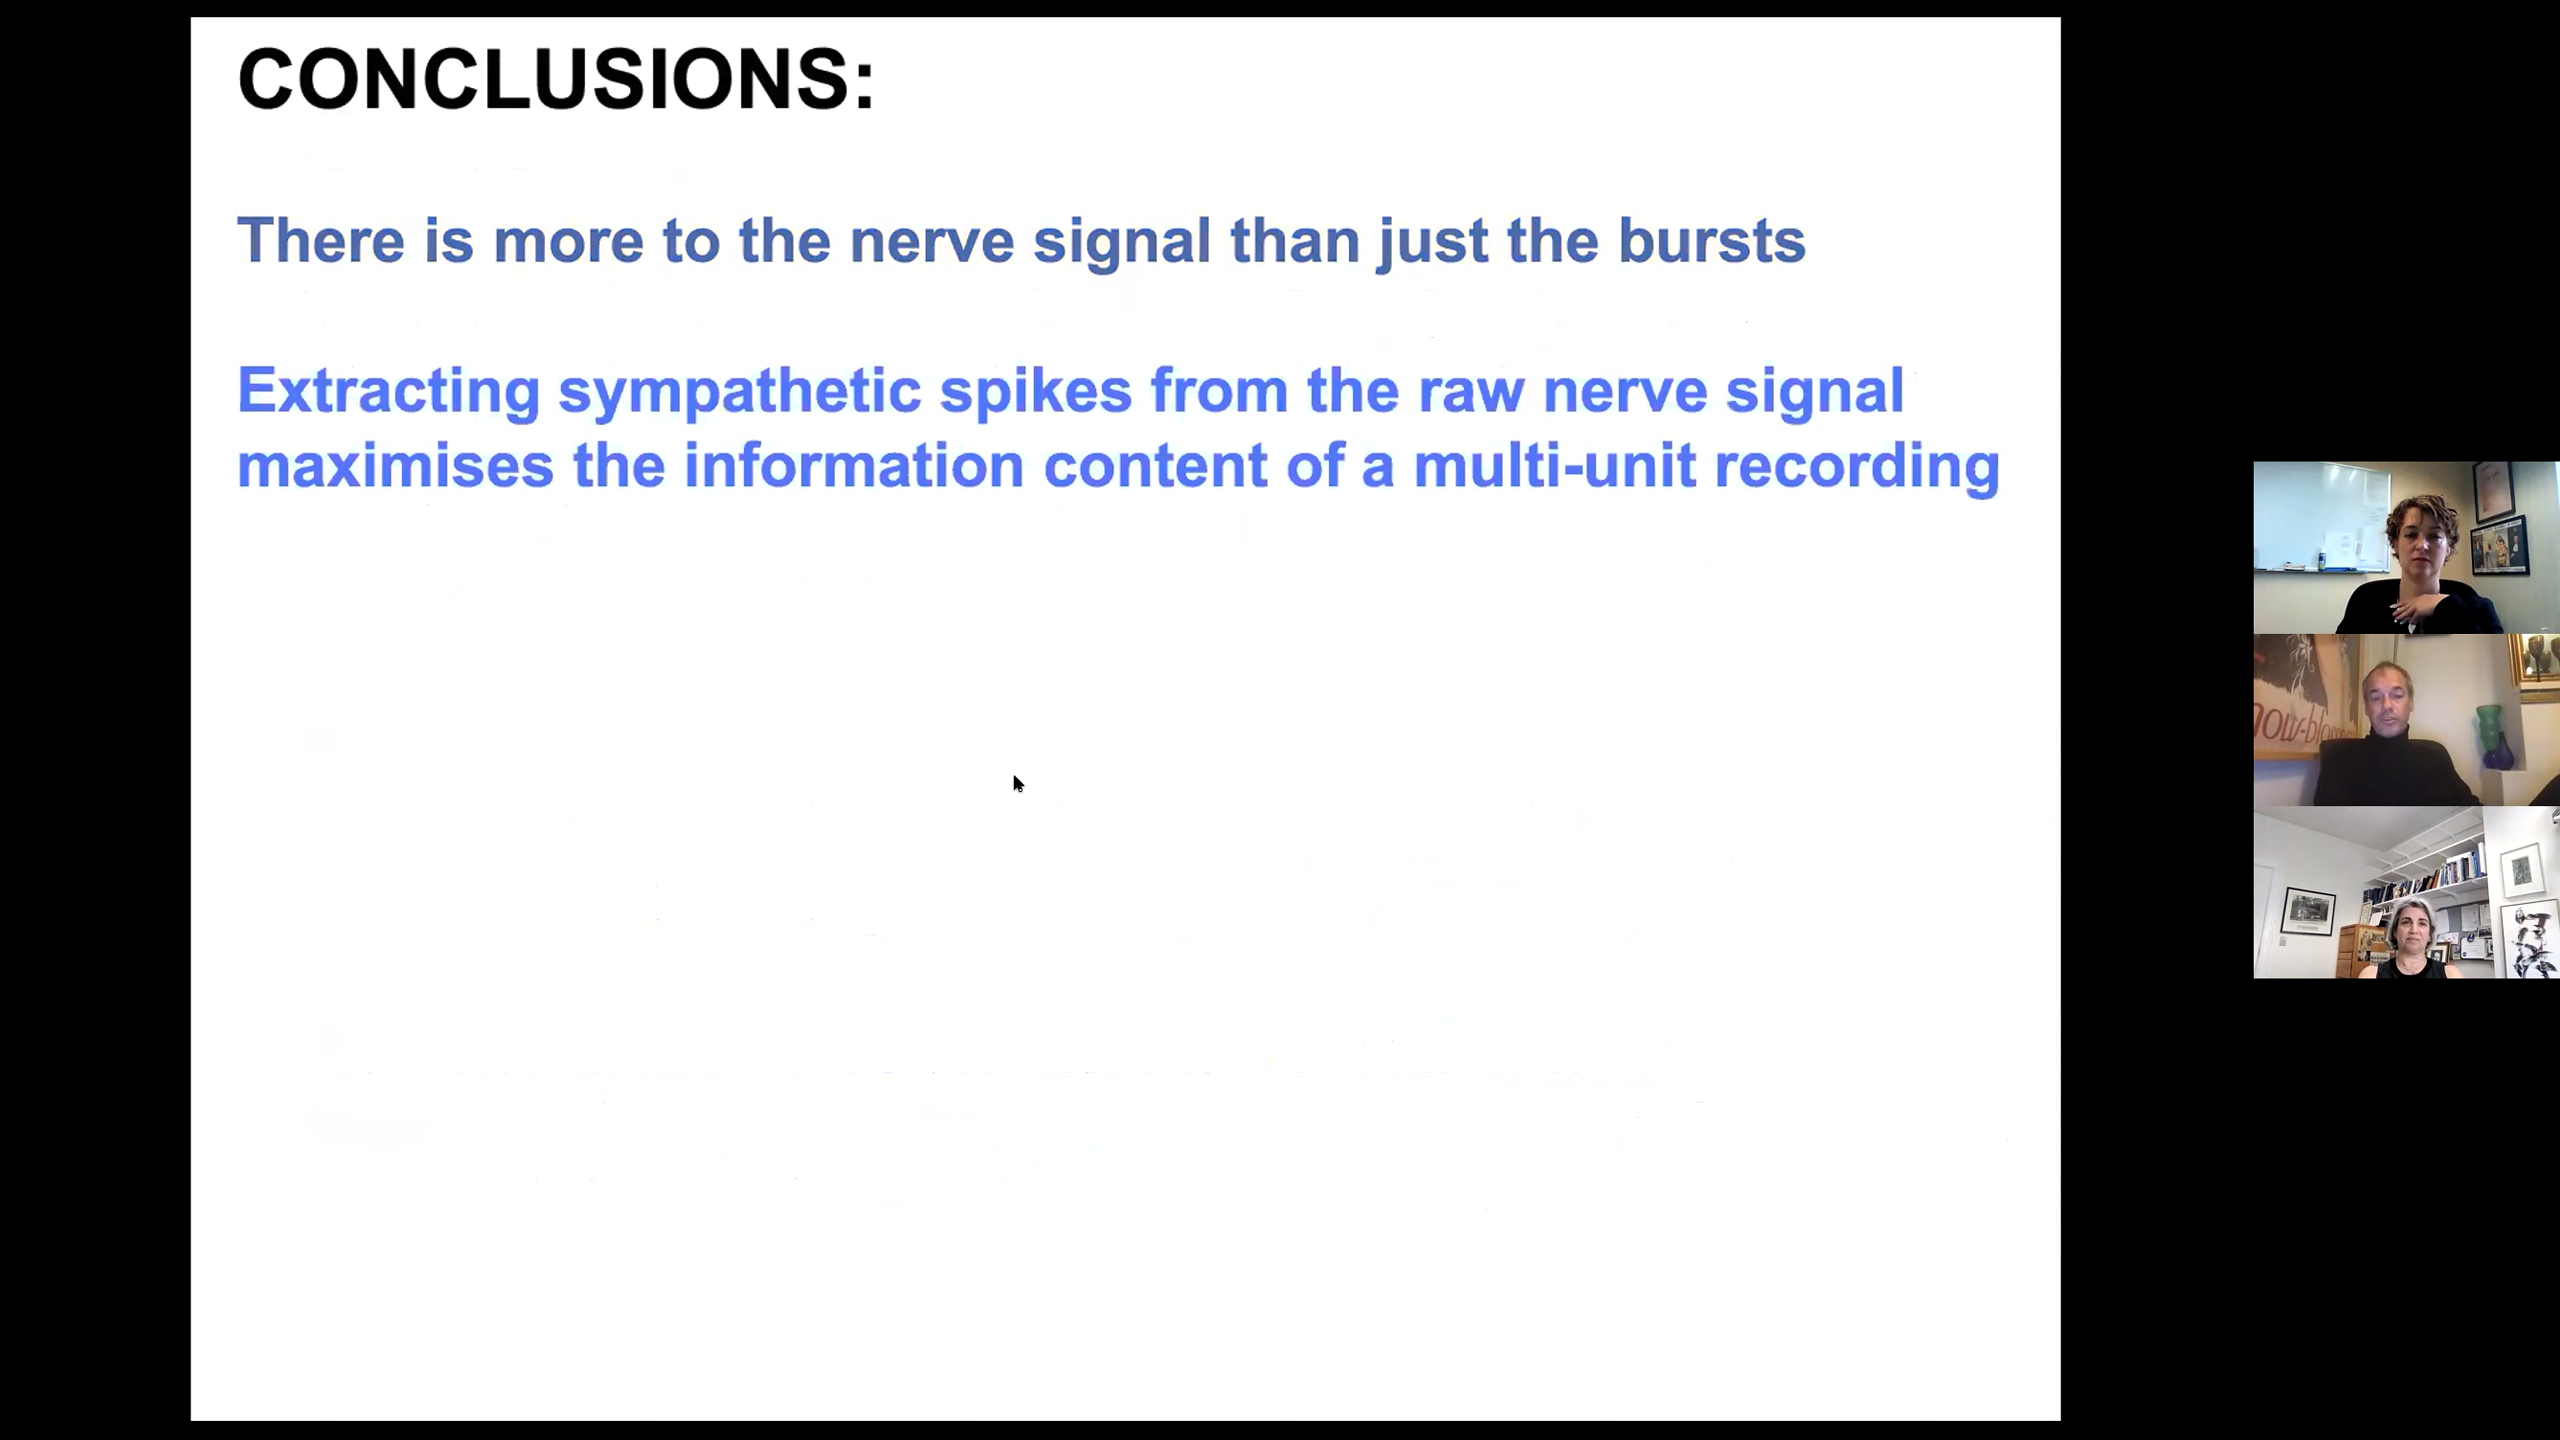 CONCLUSIONS:
There is more to the nerve signal than just the bursts
Extracting sympathetic spikes from the raw nerve signal
maximises the information content of a multi-unit recording